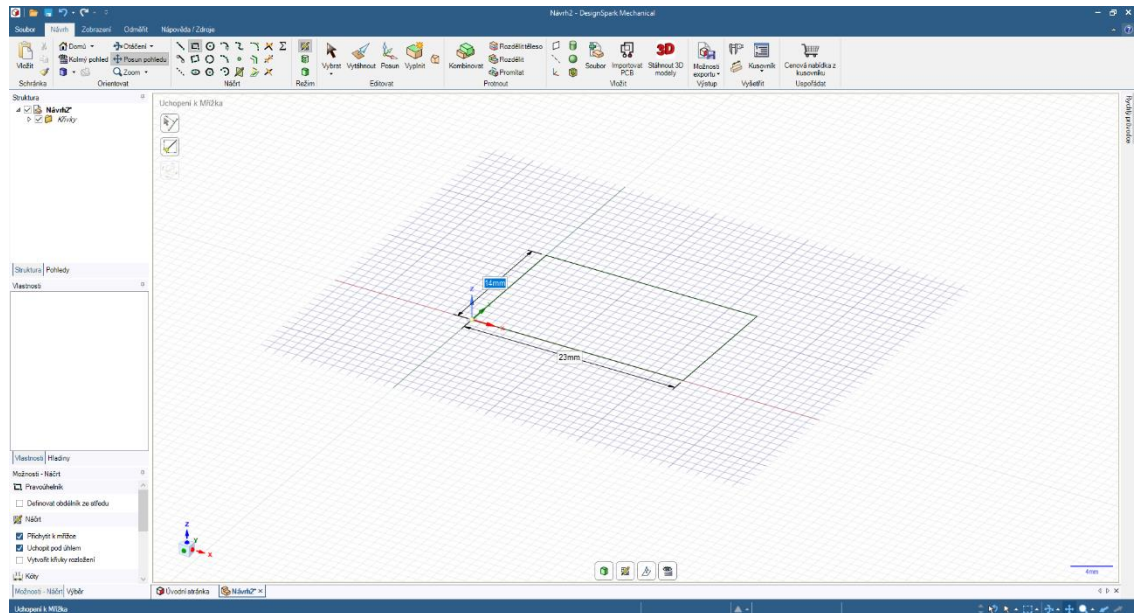 Návrh2 - DesignSpark Mechanical
Soubor Návrh Zobrazení Odměřit Nápověda / Zdroje
Vložit
Schránka
Domů
Kolmý pohled
Otáčení
Posun pohledu
Zoom
Orientovat
Náčrt
Režim
Vybrat Vytáhnout Posun Vyplnit
Editovat
Kombinovat
Rozdělit těleso
Rozdělit
Promítat
Protnout
Soubor
Importovat PCB
3D
Stáhnout 3D modely
Vložit
Možnosti exportu
Výstup
Kusovník
Vyšetřit
Cenová nabídka z kusovníku
Uspořádat
Struktura
Návrh2*
Křivky
Struktura Pohledy
Vlastnosti
Vlastnosti Hladiny
Možnosti - Náčrt
Pravoúhelník
Definovat obdélník ze středu
Náčrt
Přichytit k mřížce
Uchopit pod úhlem
Vytvořit křivky rozložení
Kóty
Možnosti - Náčrt Výběr
Uchopení k Mřížka
14mm
Z
23mm
Z
Y
X
4mm
Rychlý průvodce
Úvodní stránka Návrh2*
Uchopení k Mřížka